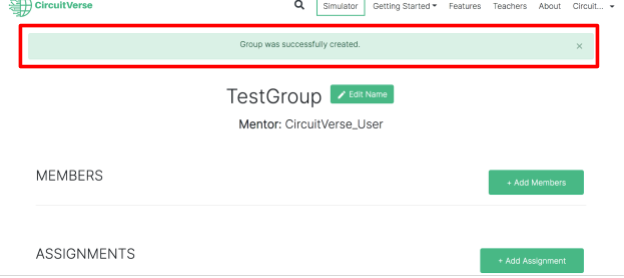 CircuitVerse
Simulator Getting Started Features Teachers About Circuit...
Group was successfully created. ×
TestGroup Edit Name
Mentor: CircuitVerse_User
MEMBERS
+ Add Members
ASSIGNMENTS
+ Add Assignment